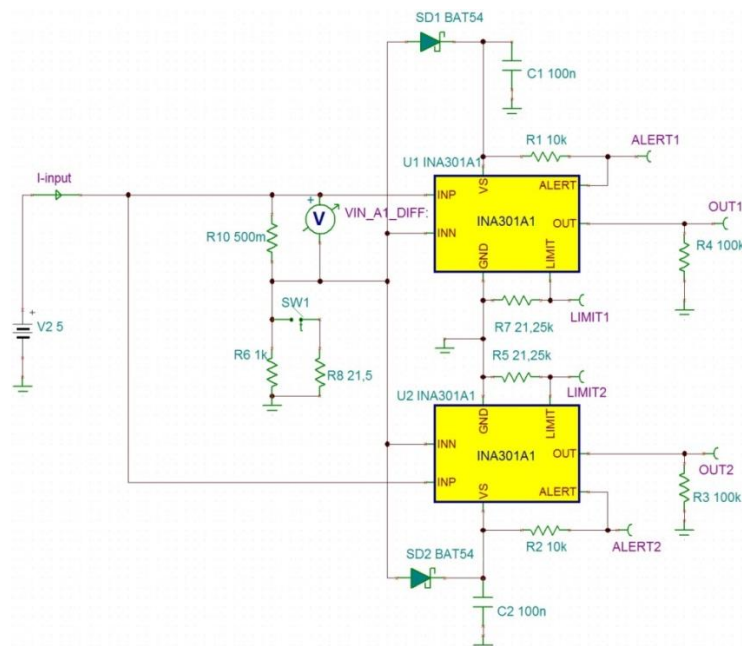 SD1 BAT54
C1 100n
R1 10k
ALERT1
U1 INA301A1
I-input
VS
ALERT
INP
+
V
VIN_A1_DIFF:
INA301A1
OUT1
OUT
INN
R10 500m
GND
LIMIT
R4 100k
SW1
R7 21,25k
LIMIT1
+
V2 5
R5 21,25k
R6 1k
R8 21,5
LIMIT2
U2 INA301A1
GND
LIMIT
INN
OUT
OUT2
INA301A1
INP
ALERT
VS
R3 100k
R2 10k
ALERT2
SD2 BAT54
C2 100n